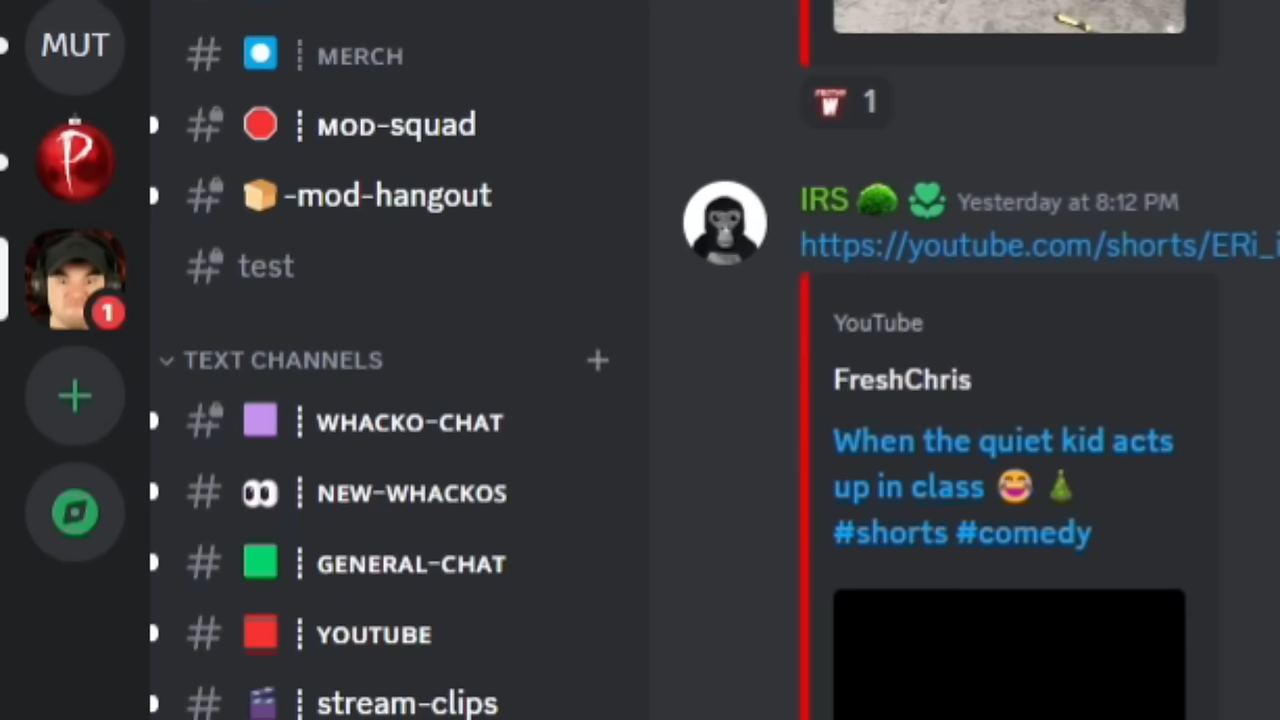 MUT
P
1
MERCH
MOD-squad
-mod-hangout
test
TEXT CHANNELS
WHACKO-CHAT
NEW-WHACKOS
GENERAL-CHAT
YOUTUBE
stream-clips
W 1
IRS Yesterday at 8:12 PM
https://youtube.com/shorts/ERi_
YouTube
FreshChris
When the quiet kid acts
up in class 😂 🎄
#shorts #comedy